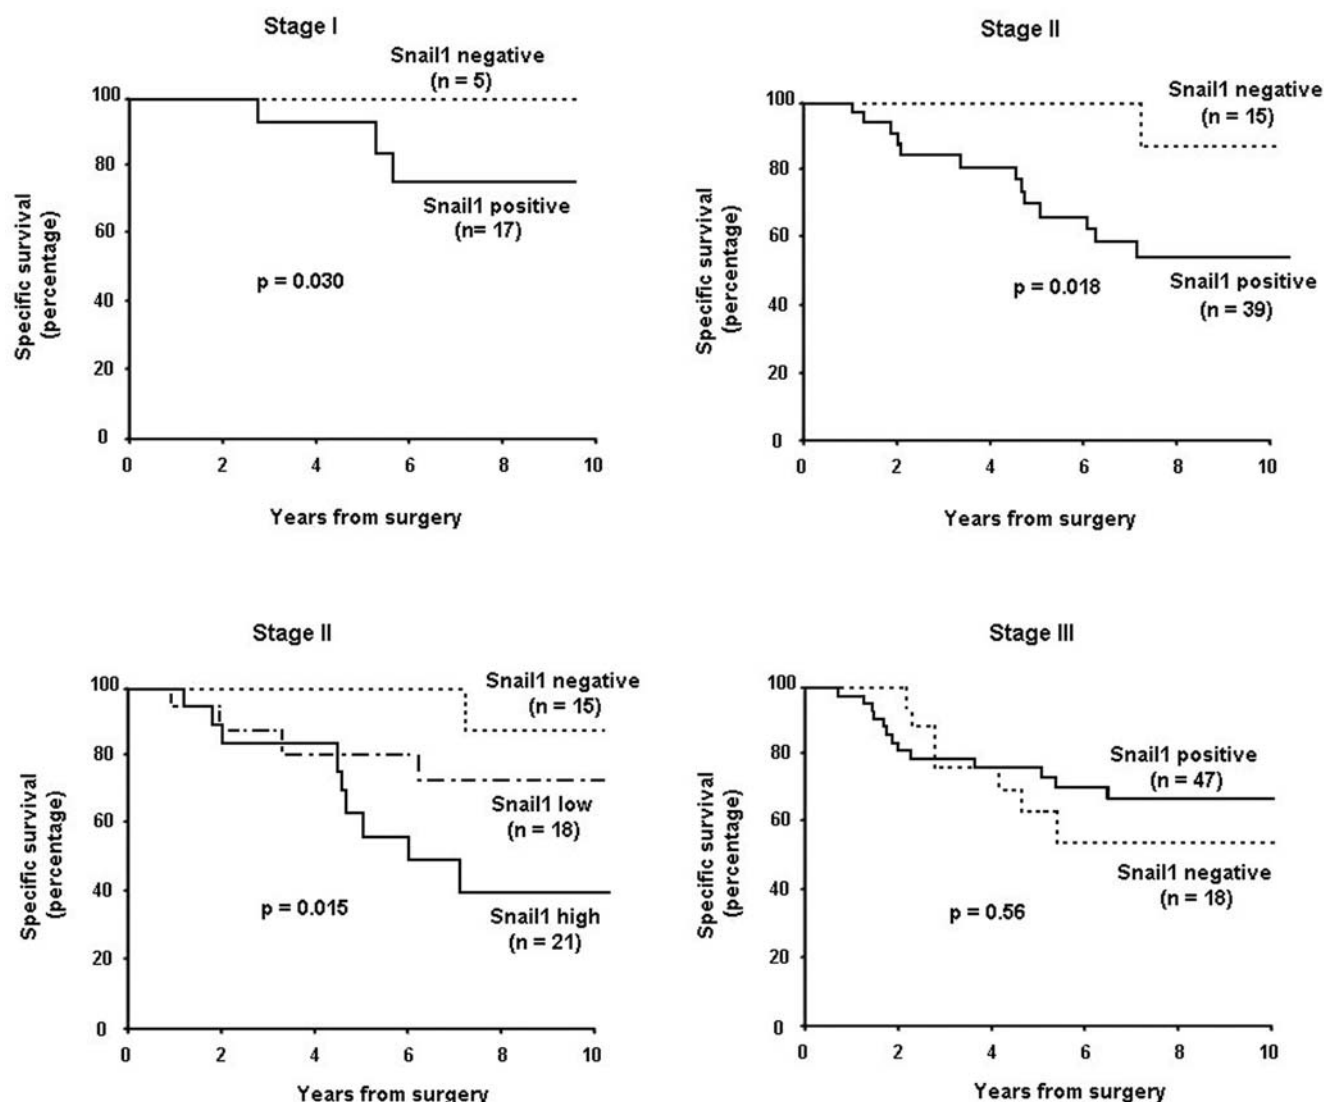 Stage I
Snail1 negative
(n = 5)
100
80
60
40
20
0
Specific survival
(percentage)
Snail1 positive
(n= 17)
p = 0.030
0 2 4 6 8 10
Years from surgery
Stage II
Snail1 negative
(n = 15)
100
80
60
40
20
0
Specific survival
(percentage)
p = 0.018
Snail1 positive
(n = 39)
0 2 4 6 8 10
Years from surgery
Stage II
Snail1 negative
(n = 15)
100
80
60
40
20
0
Specific survival
(percentage)
Snail1 low
(n = 18)
p = 0.015
Snail1 high
(n = 21)
0 2 4 6 8 10
Years from surgery
Stage III
100
80
60
40
20
0
Specific survival
(percentage)
Snail1 positive
(n = 47)
Snail1 negative
(n = 18)
p = 0.56
0 2 4 6 8 10
Years from surgery